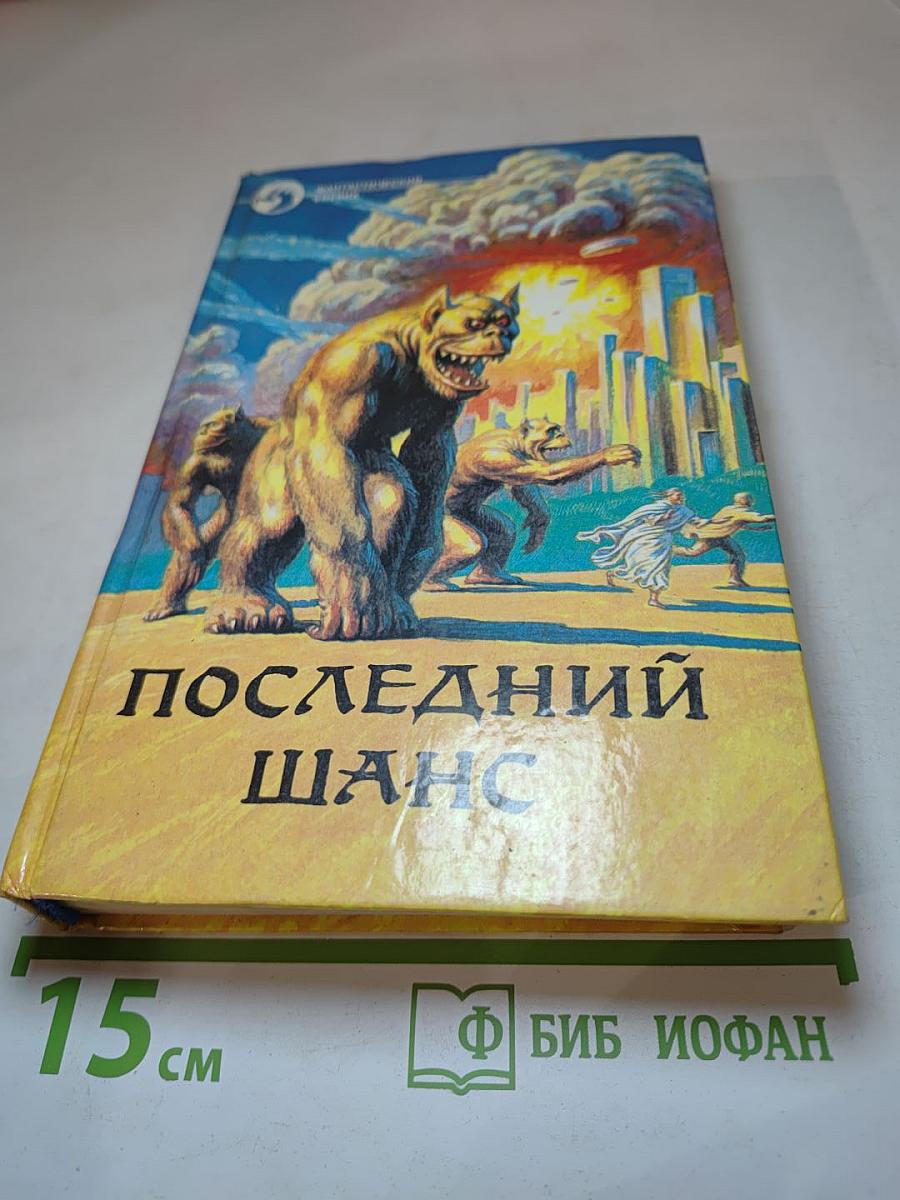 ПОСЛЕДНИЙ
ШАНС
15 см
Ф БИБ ИОФАН